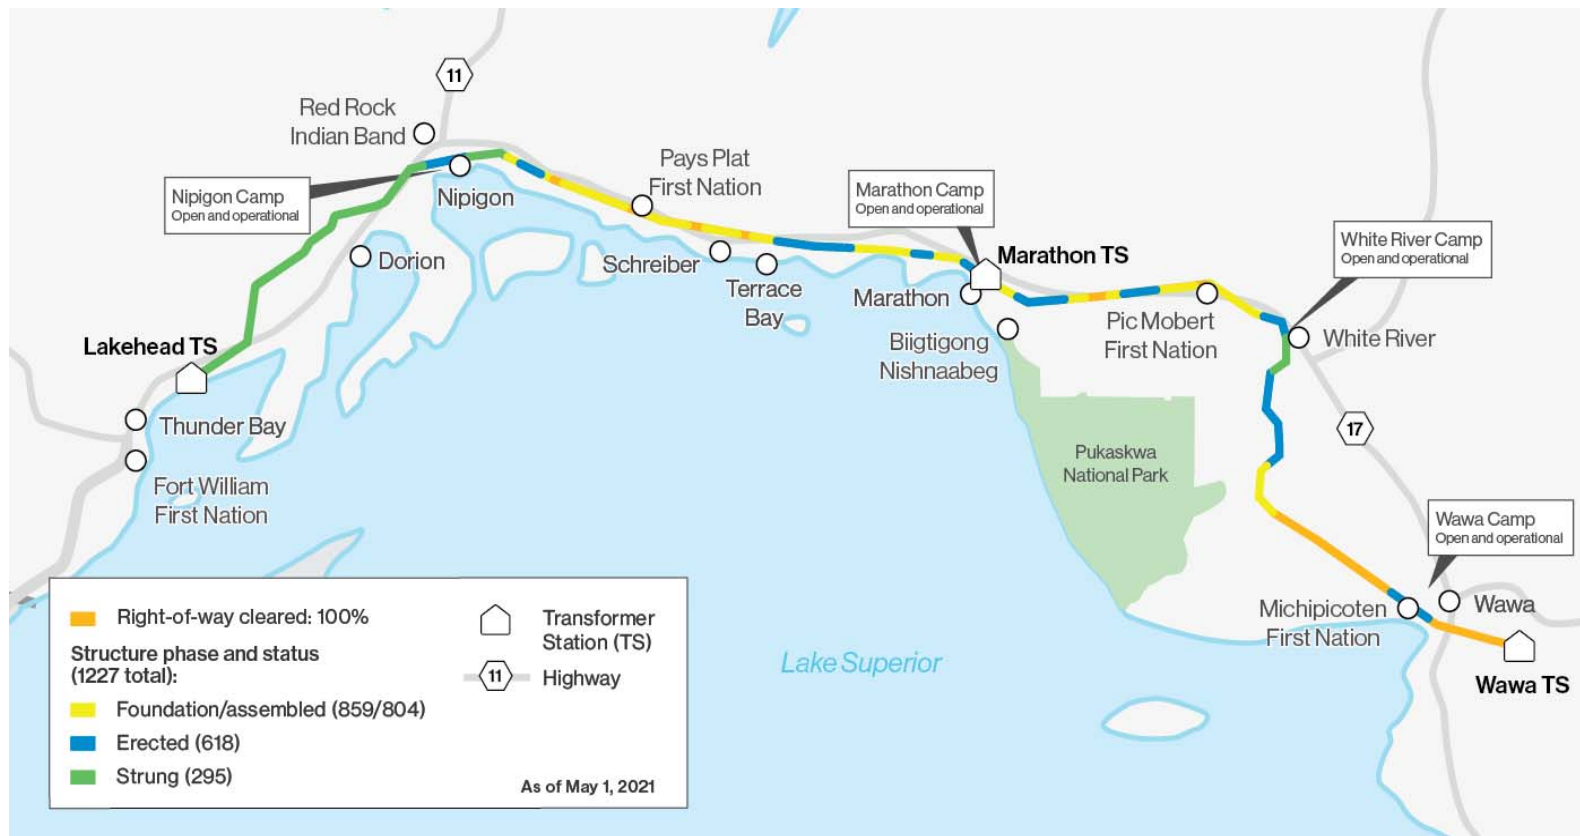 11
Red Rock
Indian Band
Pays Plat
First Nation
Nipigon Camp
Open and operational
Nipigon
Marathon Camp
Open and operational
White River Camp
Open and operational
Dorion
Schreiber
Terrace
Bay
Marathon TS
Marathon
Biigtigong
Nishnaabeg
Pic Mobert
First Nation
White River
Lakehead TS
Thunder Bay
Fort William
First Nation
17
Pukaskwa
National Park
Wawa Camp
Open and operational
Michipicoten
First Nation
Wawa
Wawa TS
Lake Superior
Right-of-way cleared: 100%
Structure phase and status
(1227 total):
Foundation/assembled (859/804)
Erected (618)
Strung (295)
Transformer
Station (TS)
11
Highway
As of May 1, 2021